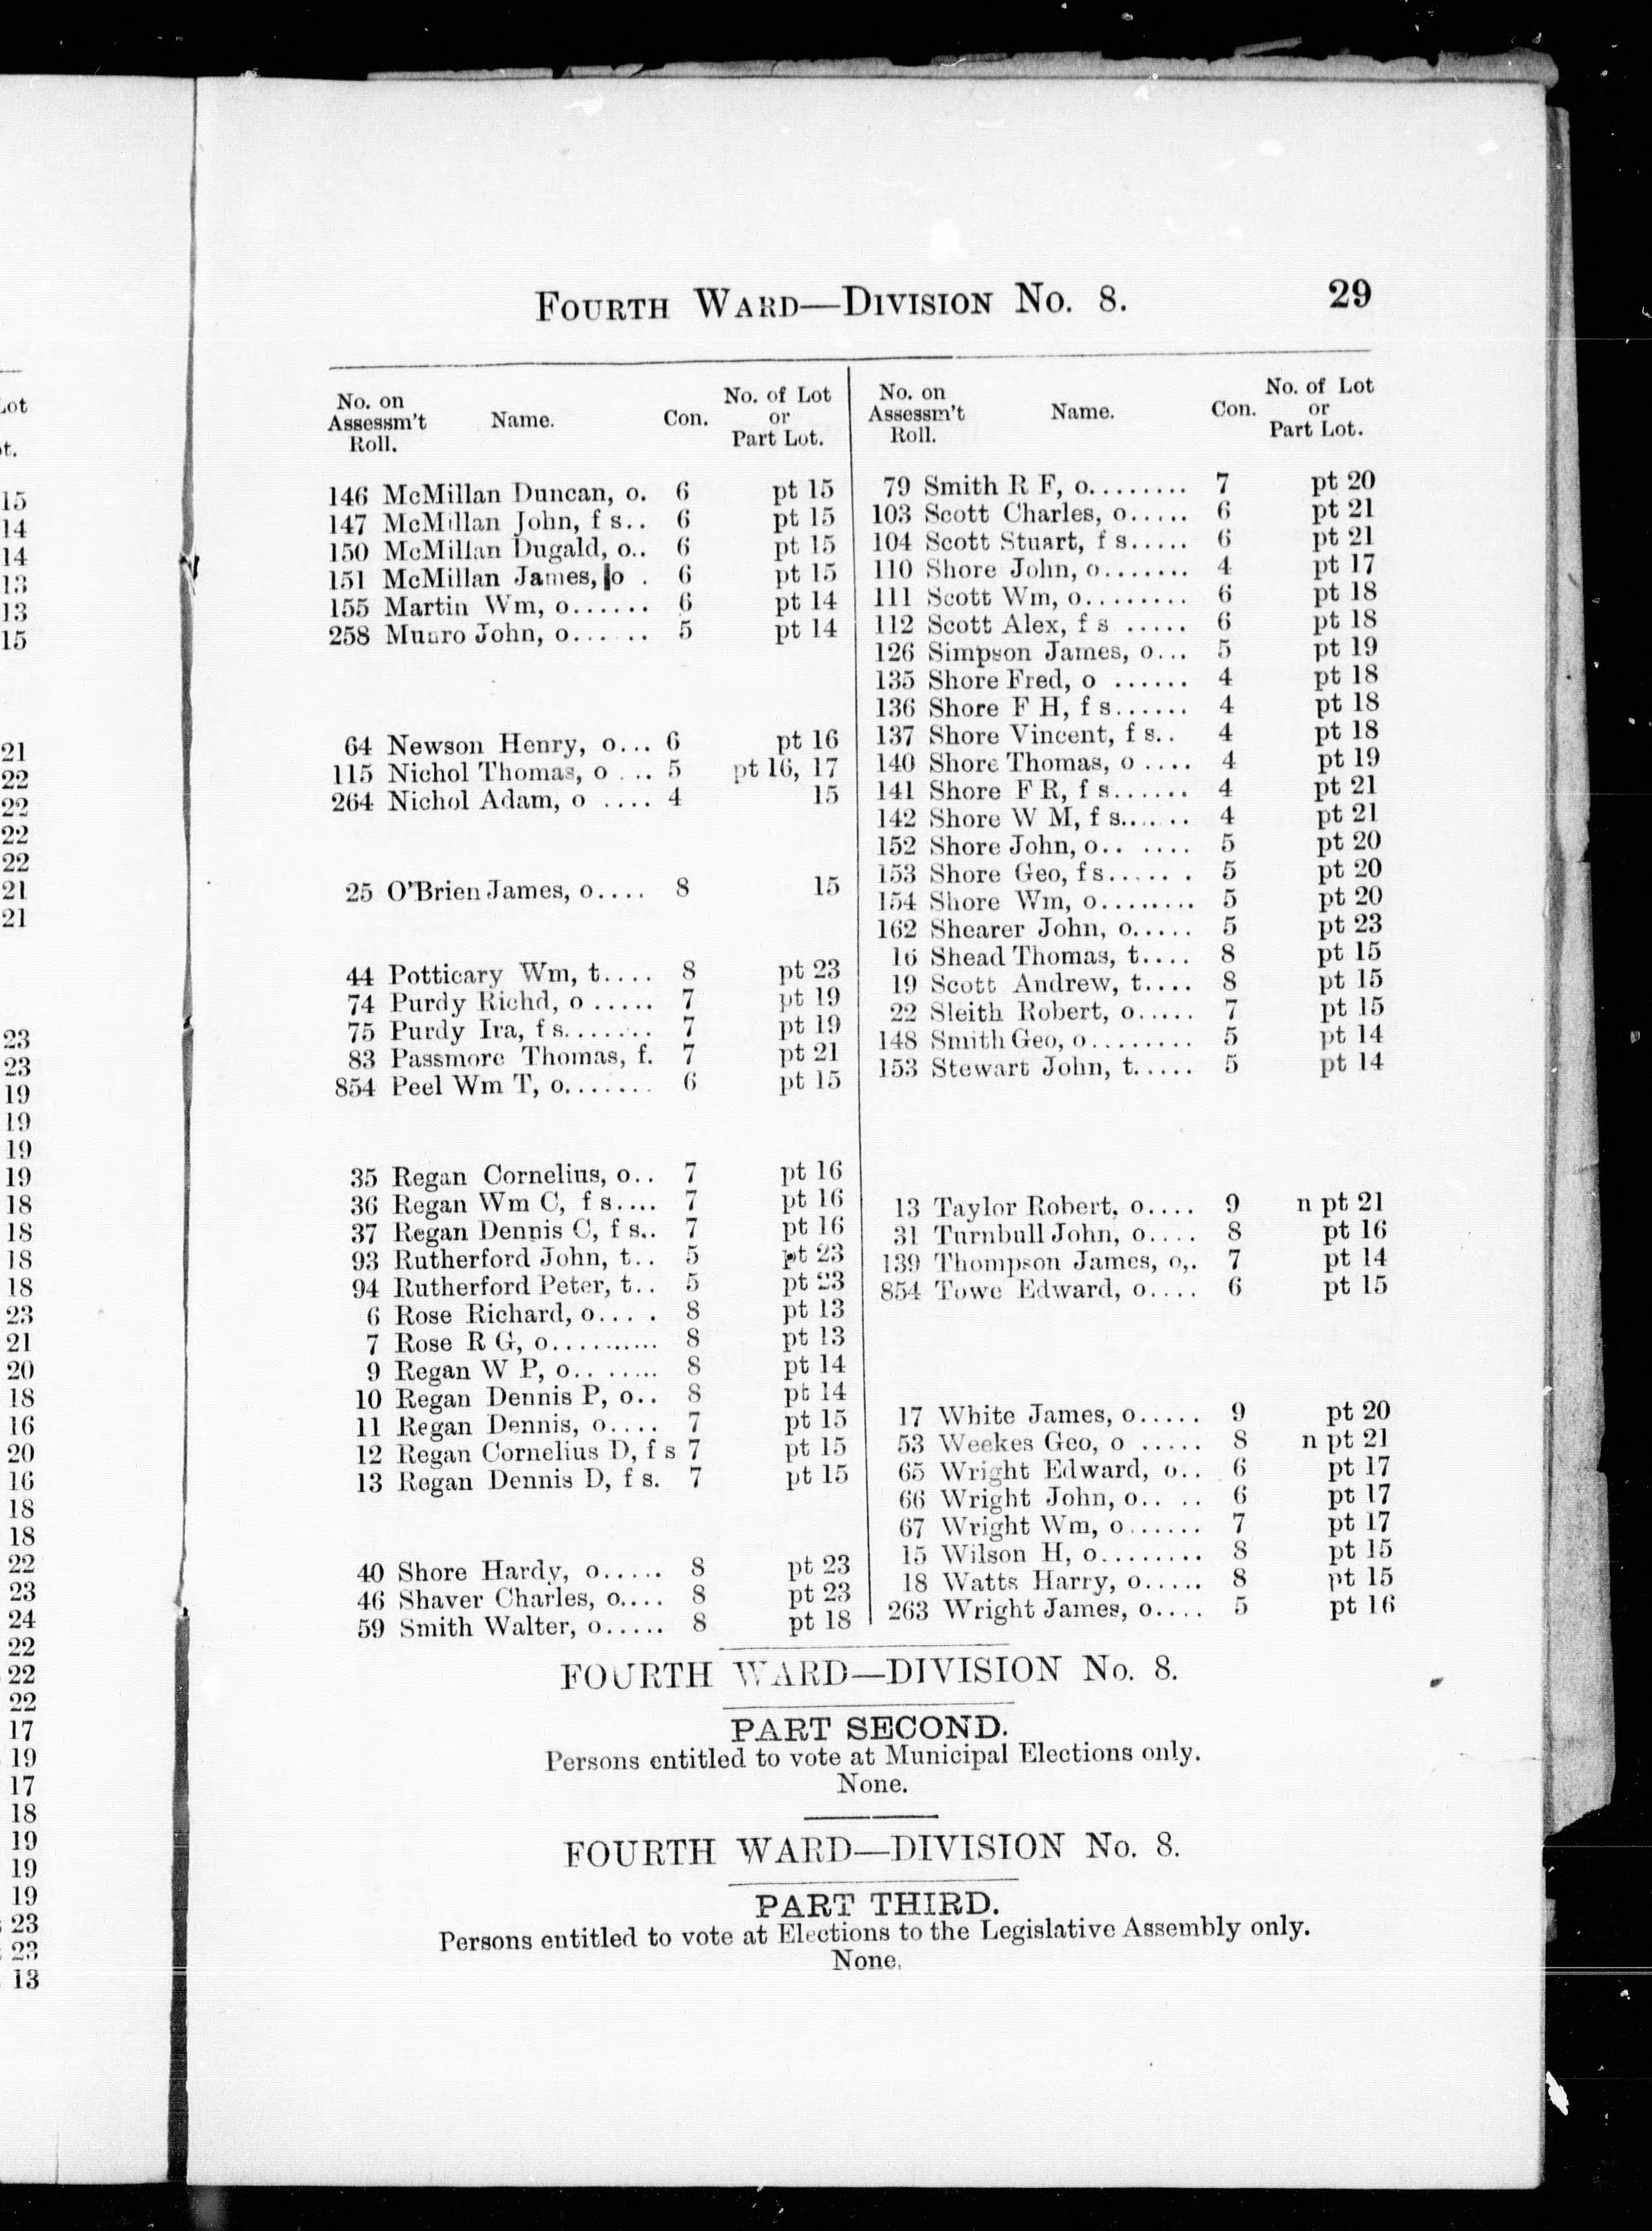 FOURTH WARD—DIVISION No. 8. 29
No. on Assessm't Roll. Name. Con. No. of Lot or Part Lot.
146 McMillan Duncan, o. 6 pt 15
147 McMillan John, f s.. 6 pt 15
150 McMillan Dugald, o.. 6 pt 15
151 McMillan James, o . 6 pt 15
155 Martin Wm, o...... 6 pt 14
258 Munro John, o...... 5 pt 14
64 Newson Henry, o... 6 pt 16
115 Nichol Thomas, o ... 5 pt 16, 17
264 Nichol Adam, o .... 4 15
25 O'Brien James, o.... 8 15
44 Potticary Wm, t.... 8 pt 23
74 Purdy Richd, o ..... 7 pt 19
75 Purdy Ira, f s....... 7 pt 19
83 Passmore Thomas, f. 7 pt 21
854 Peel Wm T, o....... 6 pt 15
35 Regan Cornelius, o.. 7 pt 16
36 Regan Wm C, f s.... 7 pt 16
37 Regan Dennis C, f s.. 7 pt 16
93 Rutherford John, t.. 5 pt 23
94 Rutherford Peter, t.. 5 pt 23
6 Rose Richard, o.... . 8 pt 13
7 Rose R G, o.......... 8 pt 13
9 Regan W P, o....... 8 pt 14
10 Regan Dennis P, o.. 8 pt 14
11 Regan Dennis, o.... 7 pt 15
12 Regan Cornelius D, f s 7 pt 15
13 Regan Dennis D, f s. 7 pt 15
40 Shore Hardy, o..... 8 pt 23
46 Shaver Charles, o.... 8 pt 23
59 Smith Walter, o..... 8 pt 18
No. on Assessm't Roll. Name. Con. No. of Lot or Part Lot.
79 Smith R F, o........ 7 pt 20
103 Scott Charles, o..... 6 pt 21
104 Scott Stuart, f s..... 6 pt 21
110 Shore John, o....... 4 pt 17
111 Scott Wm, o........ 6 pt 18
112 Scott Alex, f s ..... 6 pt 18
126 Simpson James, o... 5 pt 19
135 Shore Fred, o ...... 4 pt 18
136 Shore F H, f s...... 4 pt 18
137 Shore Vincent, f s.. 4 pt 18
140 Shore Thomas, o .... 4 pt 19
141 Shore F R, f s...... 4 pt 21
142 Shore W M, f s...... 4 pt 21
152 Shore John, o.. .... 5 pt 20
153 Shore Geo, f s...... . 5 pt 20
154 Shore Wm, o........ 5 pt 20
162 Shearer John, o..... 5 pt 23
16 Shead Thomas, t.... 8 pt 15
19 Scott Andrew, t.... 8 pt 15
22 Sleith Robert, o..... 7 pt 15
148 Smith Geo, o........ 5 pt 14
153 Stewart John, t..... 5 pt 14
13 Taylor Robert, o.... 9 n pt 21
31 Turnbull John, o.... 8 pt 16
139 Thompson James, o,. 7 pt 14
854 Towe Edward, o.... 6 pt 15
17 White James, o..... 9 pt 20
53 Weekes Geo, o ..... 8 n pt 21
65 Wright Edward, o.. 6 pt 17
66 Wright John, o.. .. 6 pt 17
67 Wright Wm, o...... 7 pt 17
15 Wilson H, o........ 8 pt 15
18 Watts Harry, o..... 8 pt 15
263 Wright James, o.... 5 pt 16
FOURTH WARD—DIVISION No. 8.
PART SECOND.
Persons entitled to vote at Municipal Elections only.
None.
FOURTH WARD—DIVISION No. 8.
PART THIRD.
Persons entitled to vote at Elections to the Legislative Assembly only.
None.